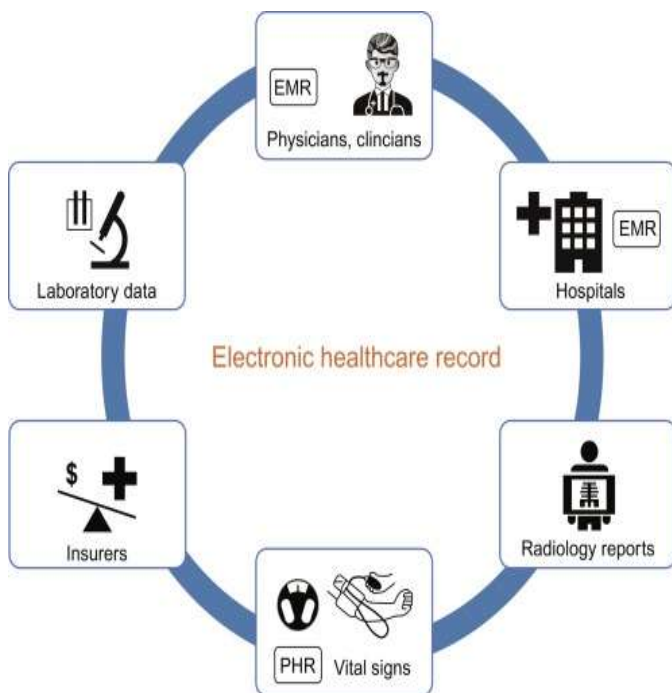 EMR
Physicians, clincians
EMR
Hospitals
Laboratory data
Electronic healthcare record
$
Insurers
Radiology reports
PHR Vital signs